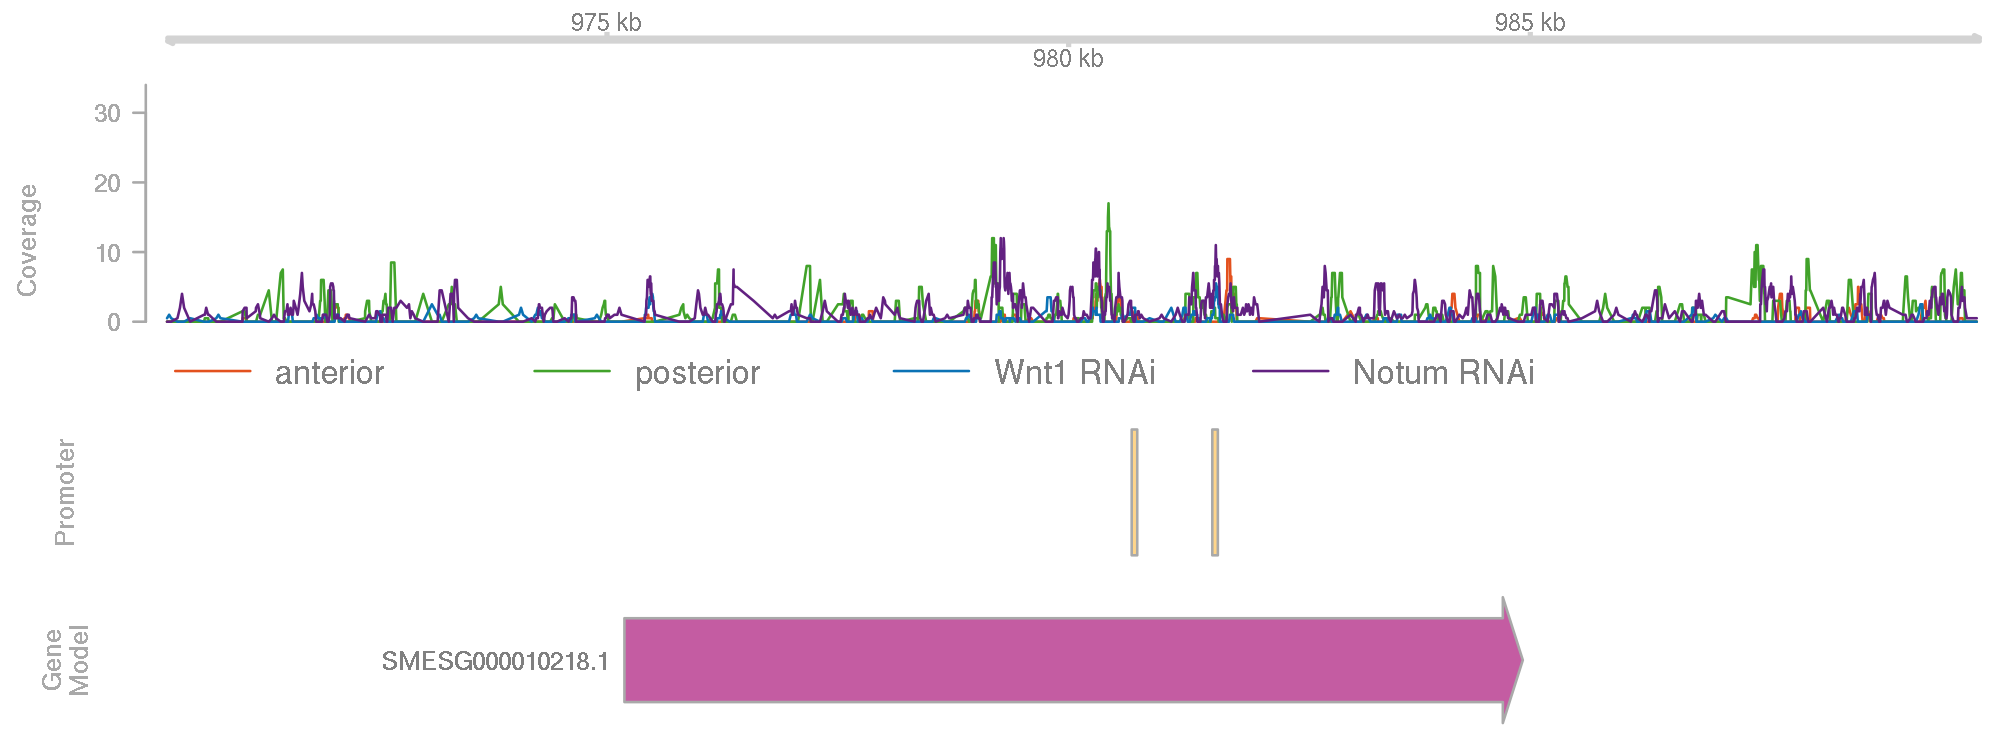 975 kb
985 kb
980 kb
Coverage
30
20
10
0
anterior
posterior
Wnt1 RNAi
Notum RNAi
Promoter
Gene
Model
SMESG000010218.1